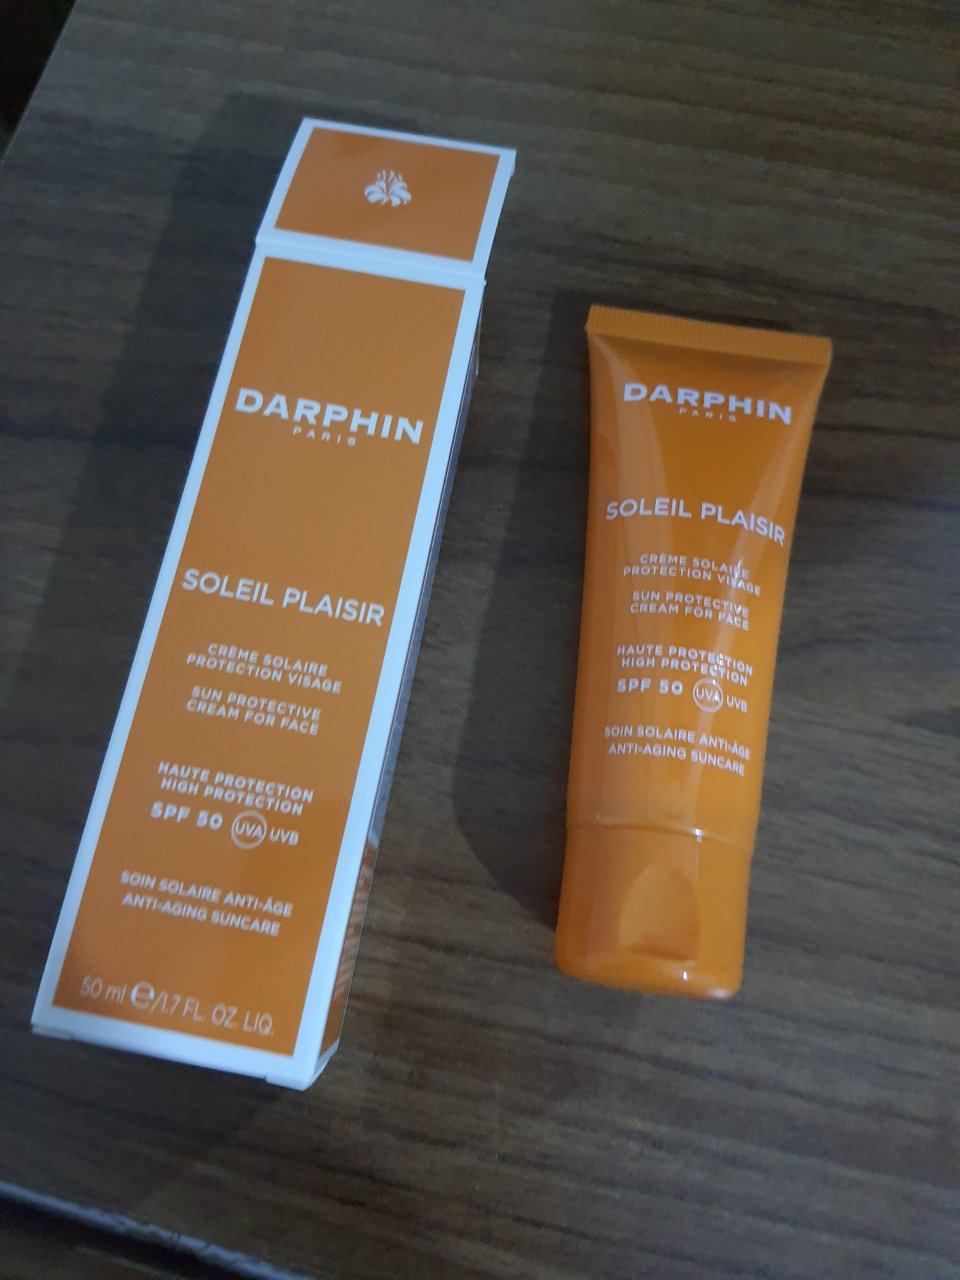 DARPHIN
PARIS
SOLEIL PLAISIR
CRÈME SOLAIRE
PROTECTION VISAGE
SUN PROTECTIVE
CREAM FOR FACE
HAUTE PROTECTION
HIGH PROTECTION
SPF 50 UVA UVB
SOIN SOLAIRE ANTI-ÂGE
ANTI-AGING SUNCARE
50 ml e/1.7 FL. OZ. LIQ.
DARPHIN
PARIS
SOLEIL PLAISIR
CRÈME SOLAIRE
PROTECTION VISAGE
SUN PROTECTIVE
CREAM FOR FACE
HAUTE PROTECTION
HIGH PROTECTION
SPF 50 UVA UVB
SOIN SOLAIRE ANTI-ÂGE
ANTI-AGING SUNCARE